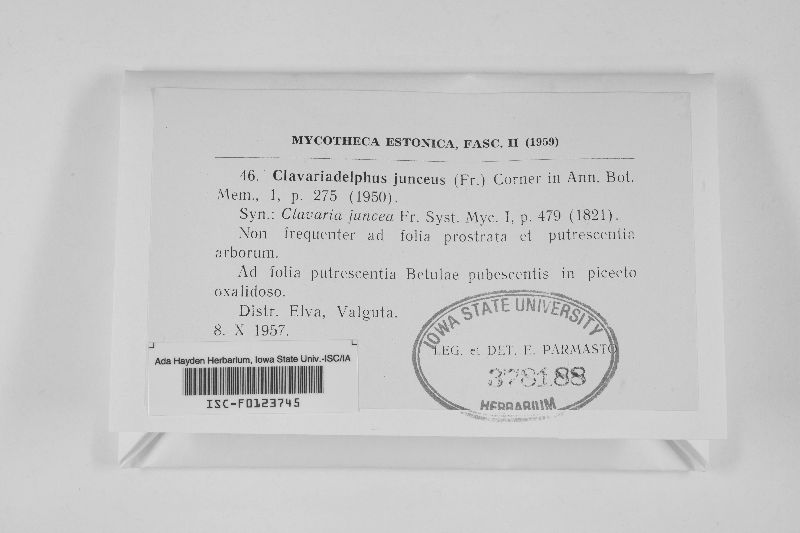 MYCOTHECA ESTONICA, FASC. II (1959)
46. Clavariadelphus junceus (Fr.) Corner in Ann. Bot.
Mem., 1, p. 275 (1950).
Syn.: Clavaria juncea Fr. Syst. Myc. I, p. 479 (1821).
Non frequenter ad folia prostrata et putrescentia
arborum.
Ad folia putrescentia Betulae pubescentis in piceeto
oxalidoso.
Distr. Elva, Valguta.
8. X 1957.
IOWA STATE UNIVERSITY
LEG. et DET. E. PARMASTO
378188
HERBARIUM
Ada Hayden Herbarium, Iowa State Univ.-ISC/IA
ISC-F0123745